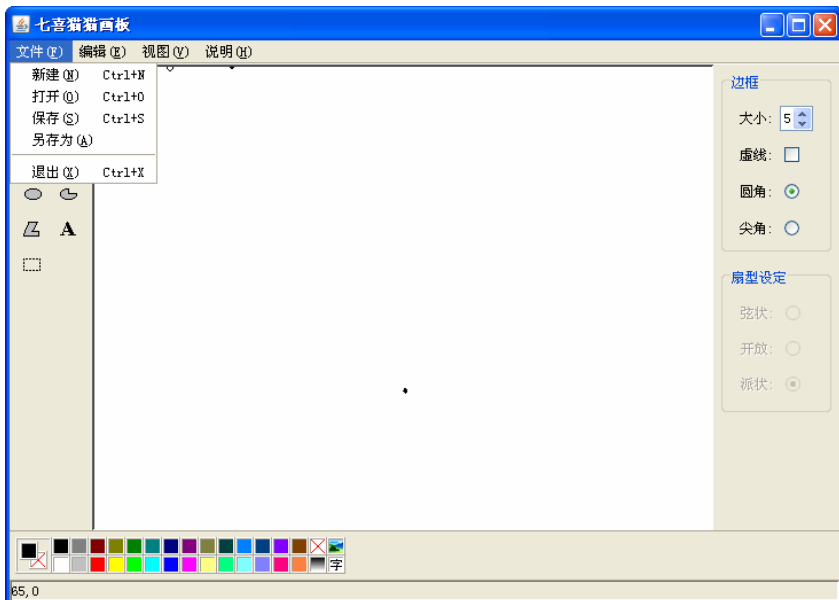 七喜猫猫画板
文件(F) 编辑(E) 视图(V) 说明(H)
新建(N) Ctrl+N
打开(O) Ctrl+O
保存(S) Ctrl+S
另存为(A)
退出(X) Ctrl+X
A
边框
大小: 5
虚线:
圆角:
尖角:
扇型设定
弦状:
开放:
派状:
字
65, 0